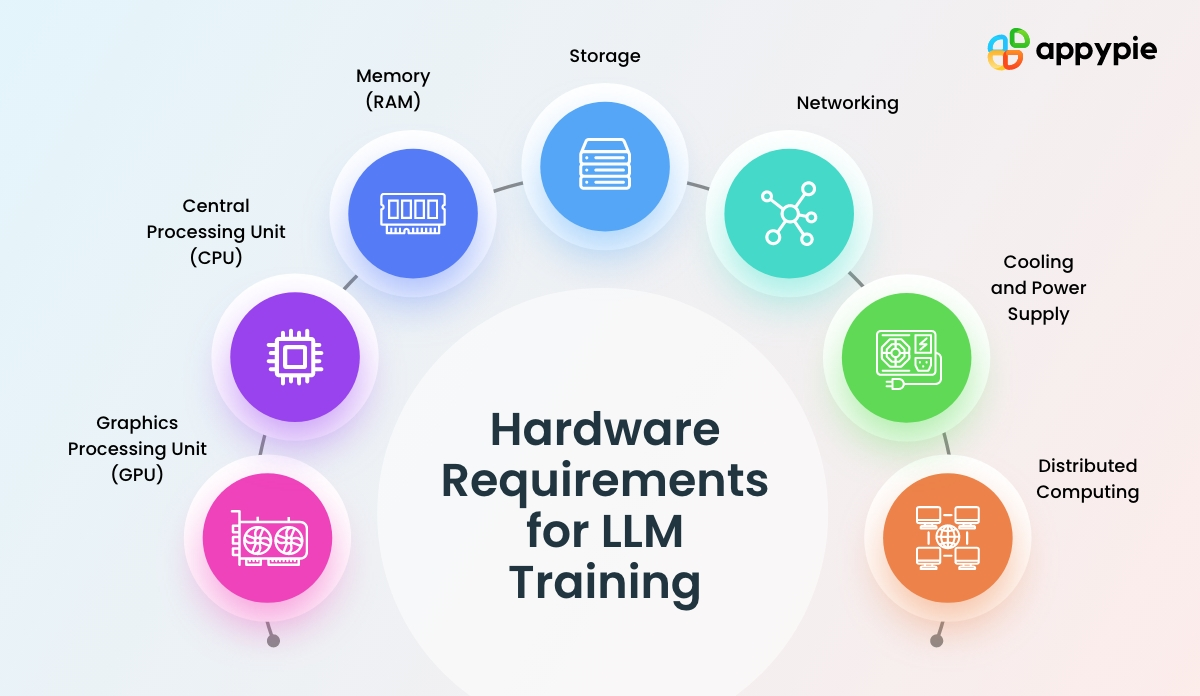 appypie
Storage
Memory
(RAM)
Networking
Central
Processing Unit
(CPU)
Cooling
and Power
Supply
Graphics
Processing Unit
(GPU)
Distributed
Computing
Hardware
Requirements
for LLM
Training